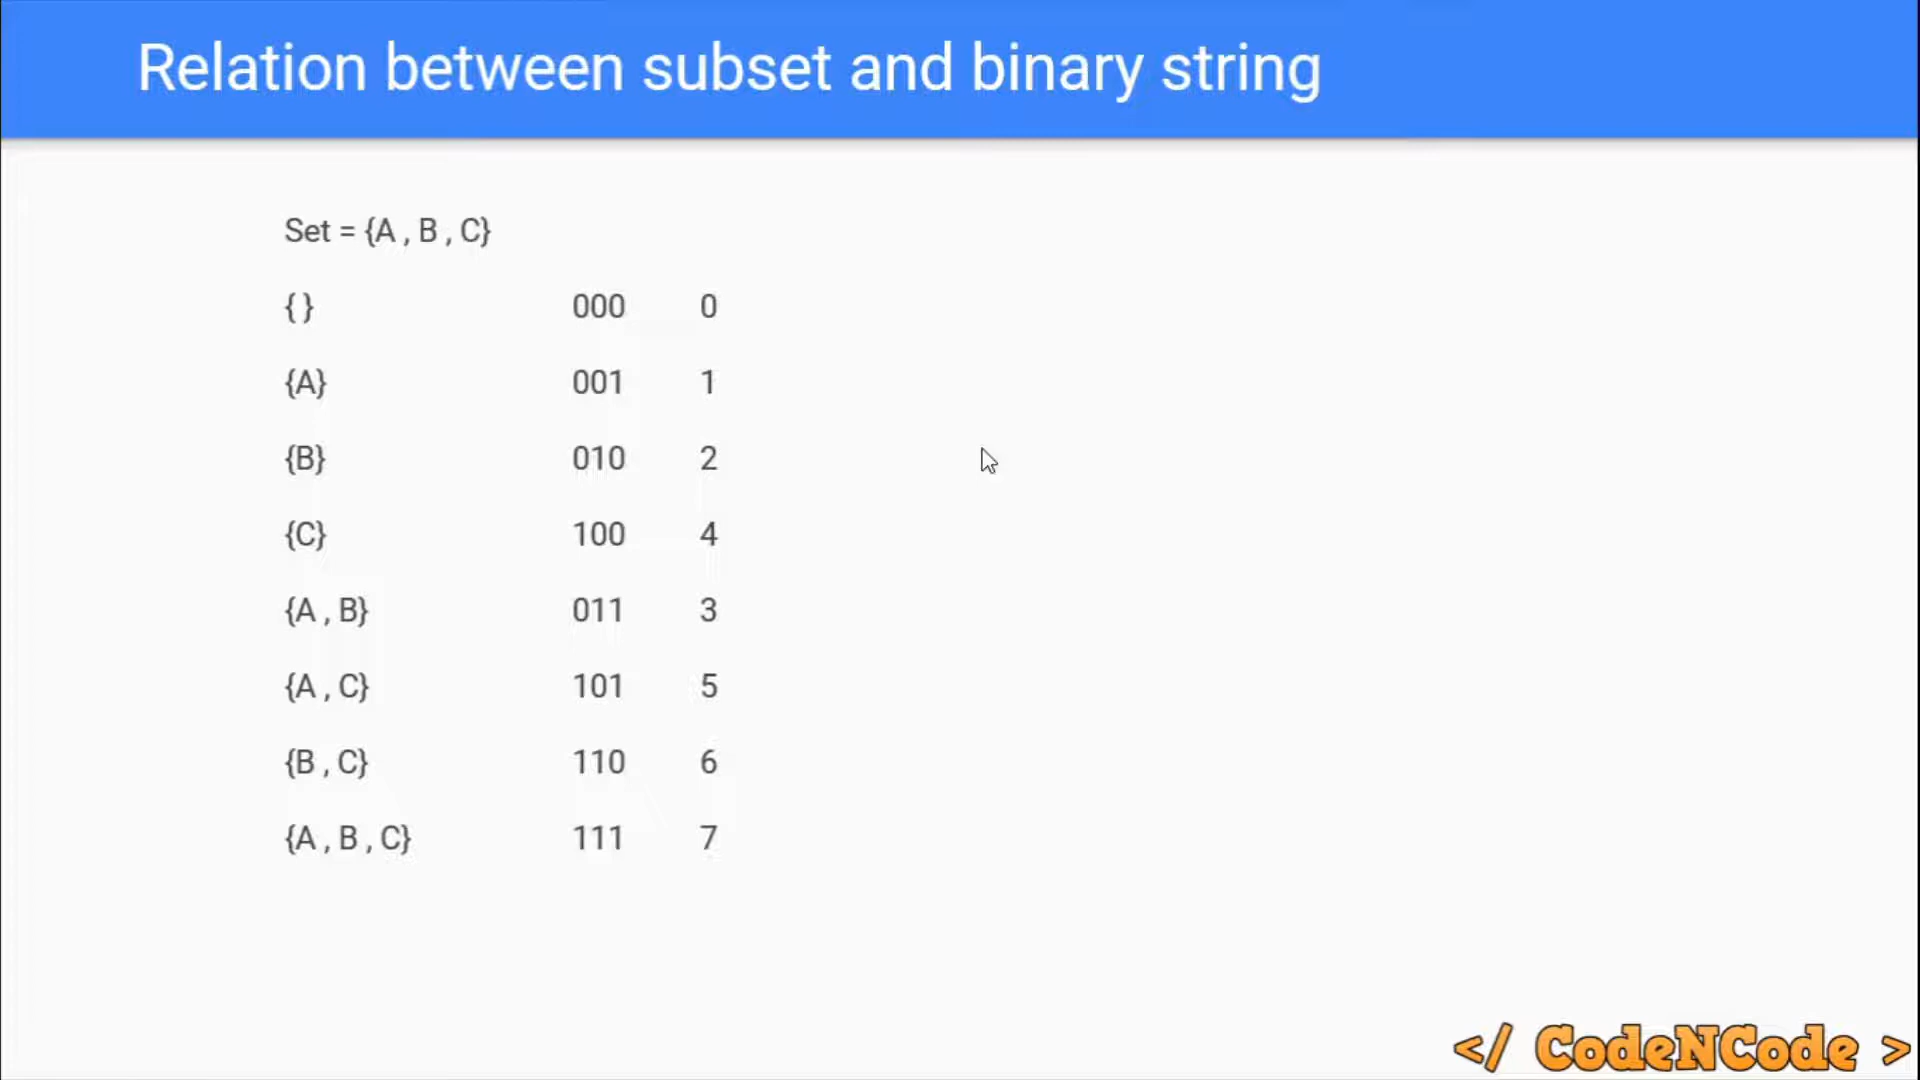 Relation between subset and binary string
Set = {A , B , C}
{ } 000 0
{A} 001 1
{B} 010 2
{C} 100 4
{A , B} 011 3
{A , C} 101 5
{B , C} 110 6
{A , B , C} 111 7
</ CodeNCode >